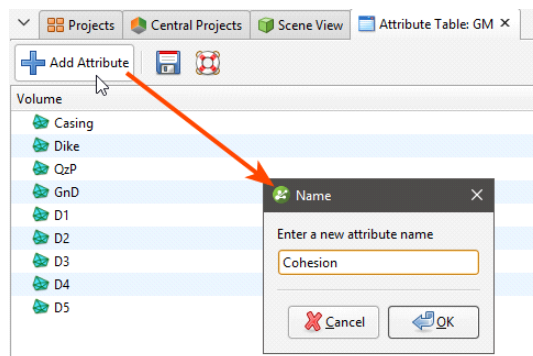 Projects Central Projects Scene View Attribute Table: GM
Add Attribute
Volume
Casing
Dike
QzP
GnD
D1
D2
D3
D4
D5
Name
Enter a new attribute name
Cohesion
Cancel OK